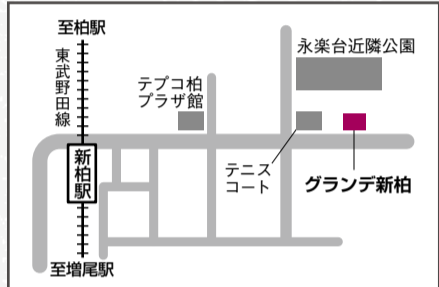 至柏駅
東武野田線
新柏駅
至増尾駅
テプコ柏
プラザ館
永楽台近隣公園
テニス
コート
グランデ新柏